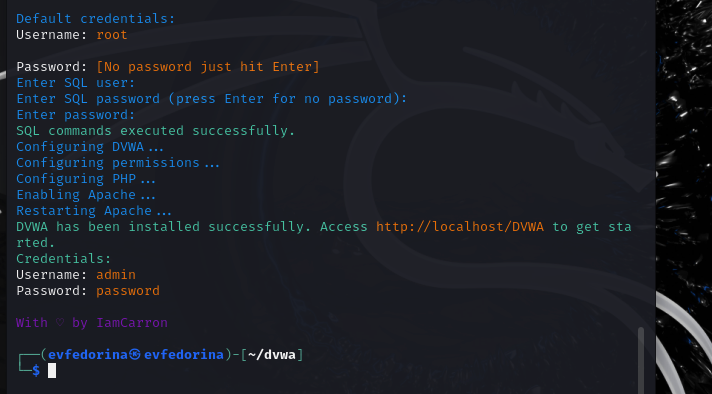 Default credentials:
Username: root
Password: [No password just hit Enter]
Enter SQL user:
Enter SQL password (press Enter for no password):
Enter password:
SQL commands executed successfully.
Configuring DVWA...
Configuring permissions...
Configuring PHP...
Enabling Apache...
Restarting Apache...
DVWA has been installed successfully. Access http://localhost/DVWA to get sta
rted.
Credentials:
Username: admin
Password: password
With ♡ by IamCarron
┌──(evfedorina㉿evfedorina)-[~/dvwa]
└─$